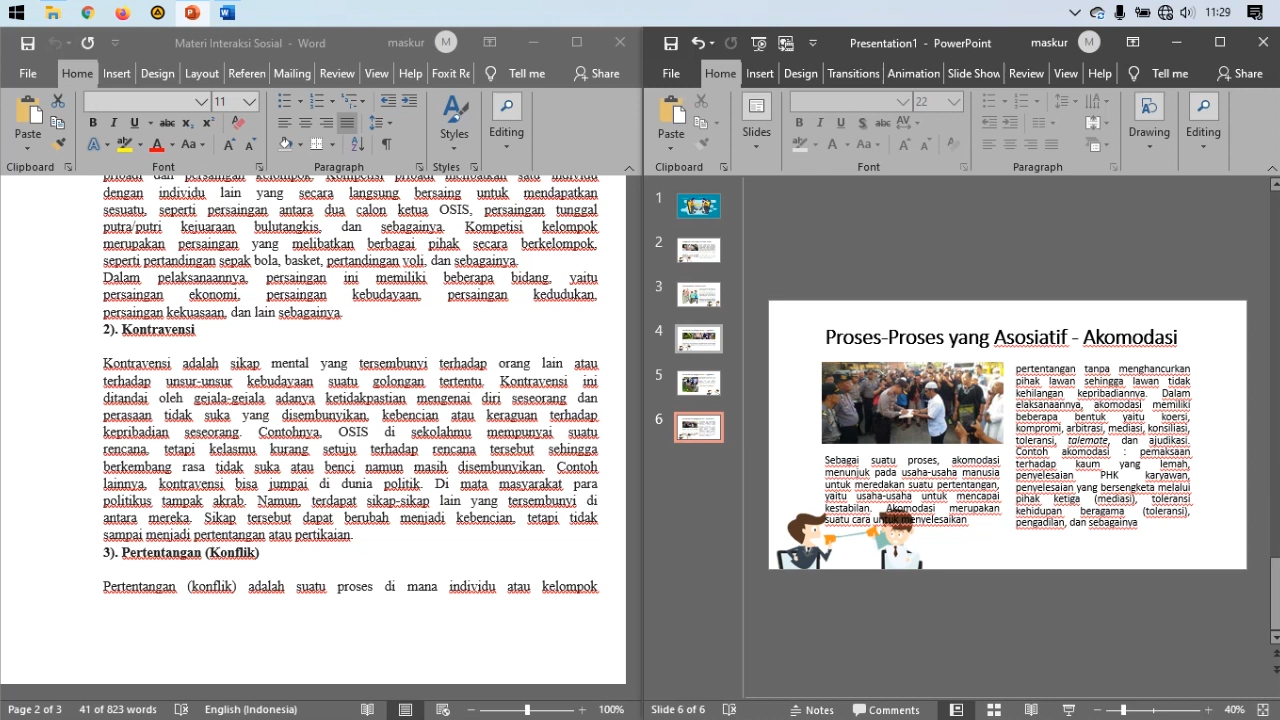 11:29
Materi Interaksi Sosial - Word
maskur
M
File Home Insert Design Layout Referen Mailing Review View Help Foxit Re Tell me Share
11
Paste
Styles
Editing
Clipboard Font Paragraph Styles
dengan individu lain yang secara langsung bersaing untuk mendapatkan
sesuatu, seperti persaingan antara dua calon ketua OSIS, persaingan tunggal
putra/putri kejuaraan bulutangkis, dan sebagainya. Kompetisi kelompok
merupakan persaingan yang melibatkan berbagai pihak secara berkelompok,
seperti pertandingan sepak bola, basket, pertandingan voli, dan sebagainya.
Dalam pelaksanaannya, persaingan ini memiliki beberapa bidang, yaitu
persaingan ekonomi, persaingan kebudayaan, persaingan kedudukan,
persaingan kekuasaan, dan lain sebagainya.
2). Kontravensi
Kontravensi adalah sikap mental yang tersembunyi terhadap orang lain atau
terhadap unsur-unsur kebudayaan suatu golongan tertentu. Kontravensi ini
ditandai oleh gejala-gejala adanya ketidakpastian mengenai diri seseorang dan
perasaan tidak suka yang disembunyikan, kebencian atau keraguan terhadap
kepribadian seseorang. Contohnya, OSIS di sekolahmu mempunyai suatu
rencana, tetapi kelasmu kurang setuju terhadap rencana tersebut sehingga
berkembang rasa tidak suka atau benci namun masih disembunyikan. Contoh
lainnya, kontravensi bisa jumpai di dunia politik. Di mata masyarakat para
politikus tampak akrab. Namun, terdapat sikap-sikap lain yang tersembunyi di
antara mereka. Sikap tersebut dapat berubah menjadi kebencian, tetapi tidak
sampai menjadi pertentangan atau pertikaian.
3). Pertentangan (Konflik)
Pertentangan (konflik) adalah suatu proses di mana individu atau kelompok
Page 2 of 3 41 of 823 words English (Indonesia) 100%
Presentation1 - PowerPoint
maskur
M
File Home Insert Design Transitions Animation Slide Show Review View Help Tell me Share
22
Paste
Slides
Drawing
Editing
Clipboard Font Paragraph
1
2
3
4
5
6
Proses-Proses yang Asosiatif - Akomodasi
Sebagai suatu proses, akomodasi
menunjuk pada usaha-usaha manusia
untuk meredakan suatu pertentangan,
yaitu usaha-usaha untuk mencapai
kestabilan. Akomodasi merupakan
suatu cara untuk menyelesaikan
pertentangan tanpa menghancurkan
pihak lawan sehingga lawan tidak
kehilangan kepribadiannya. Dalam
elaksanaannya, akomodasi memiliki
beberapa bentuk yaitu koersi,
kompromi, arbitrasi, mediasi, konsiliasi,
toleransi, talemate, dan ajudikasi.
Contoh akomodasi : pemaksaan
terhadap kaum yang lemah,
penyelesaian PHK karyawan,
penyelesaian yang bersengketa melalui
pihak ketiga (mediasi), toleransi
kehidupan beragama (toleransi),
pengadilan, dan sebagainya
Slide 6 of 6 Notes Comments 40%